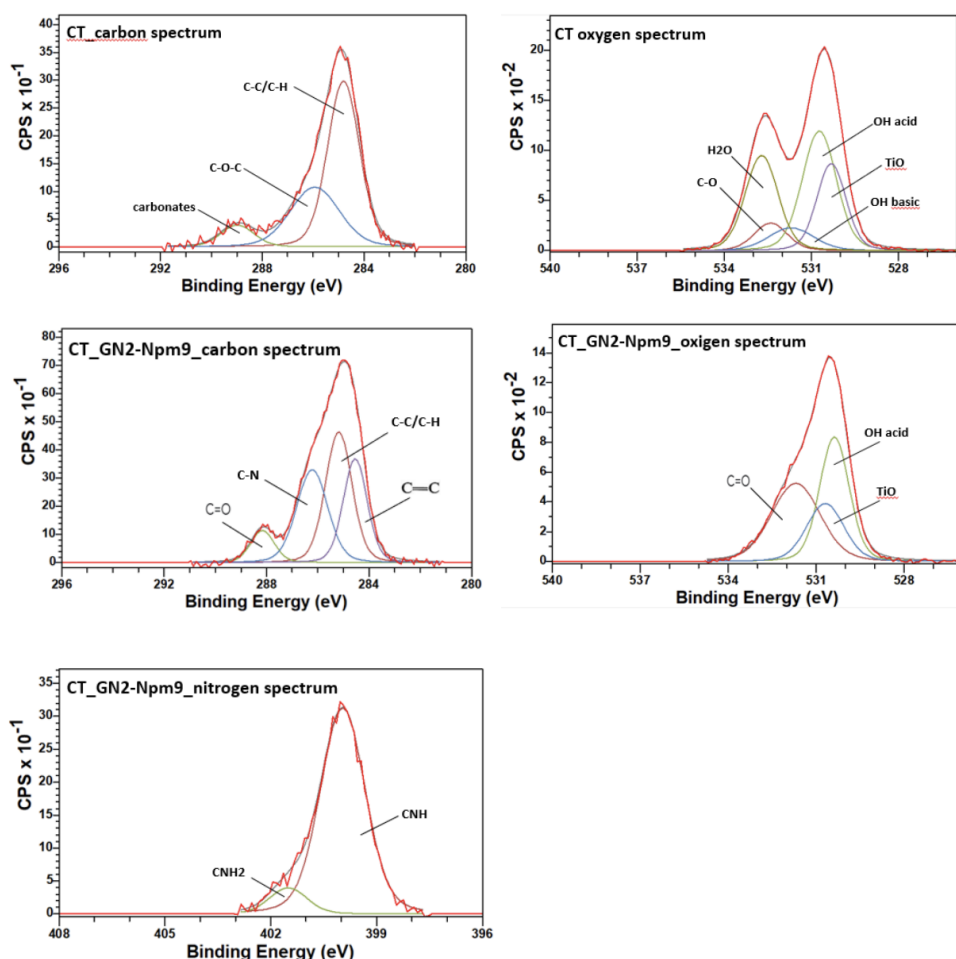 CT_carbon spectrum
CPS x 10-1
40
35
30
25
20
15
10
5
0
C-C/C-H
C-O-C
carbonates
296
292
288
284
280
Binding Energy (eV)
CT oxygen spectrum
CPS x 10-2
20
15
10
5
0
OH acid
H2O
TiO
C-O
OH basic
540
537
534
531
528
Binding Energy (eV)
CT_GN2-Npm9_carbon spectrum
CPS x 10-1
80
70
60
50
40
30
20
10
0
C-C/C-H
C-N
C=O
C=C
296
292
288
284
280
Binding Energy (eV)
CT_GN2-Npm9_oxigen spectrum
CPS x 10-2
14
12
10
8
6
4
2
0
OH acid
C=O
TiO
540
537
534
531
528
Binding Energy (eV)
CT_GN2-Npm9_nitrogen spectrum
CPS x 10-1
35
30
25
20
15
10
5
0
CNH
CNH2
408
405
402
399
396
Binding Energy (eV)